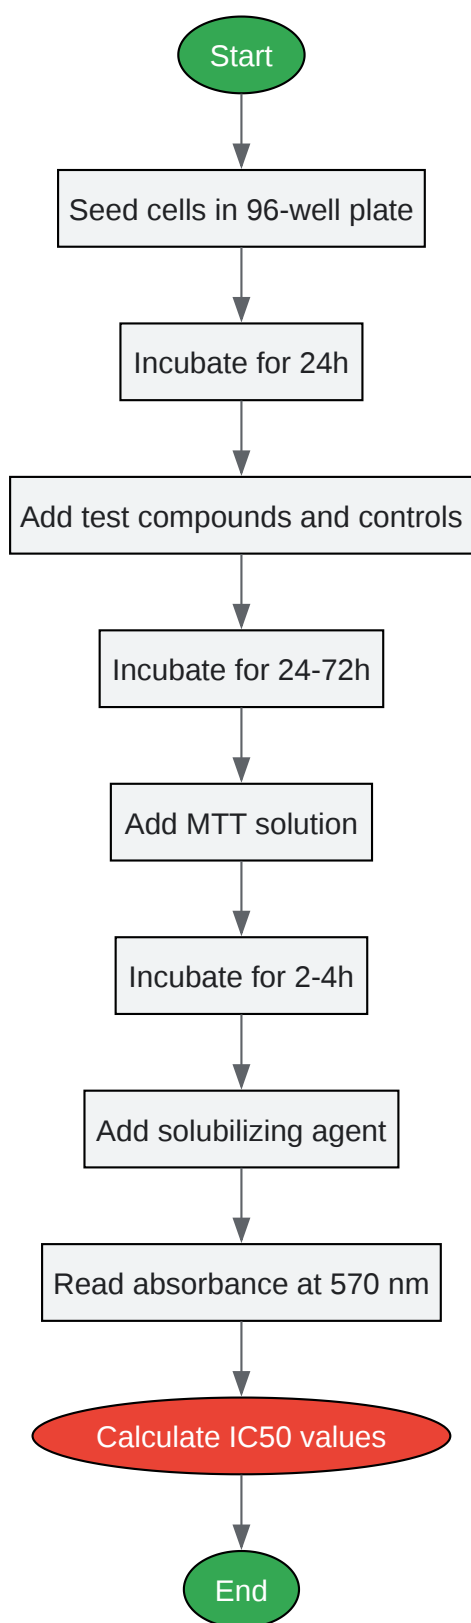 Start
Seed cells in 96-well plate
Incubate for 24h
Add test compounds and controls
Incubate for 24-72h
Add MTT solution
Incubate for 2-4h
Add solubilizing agent
Read absorbance at 570 nm
Calculate IC50 values
End